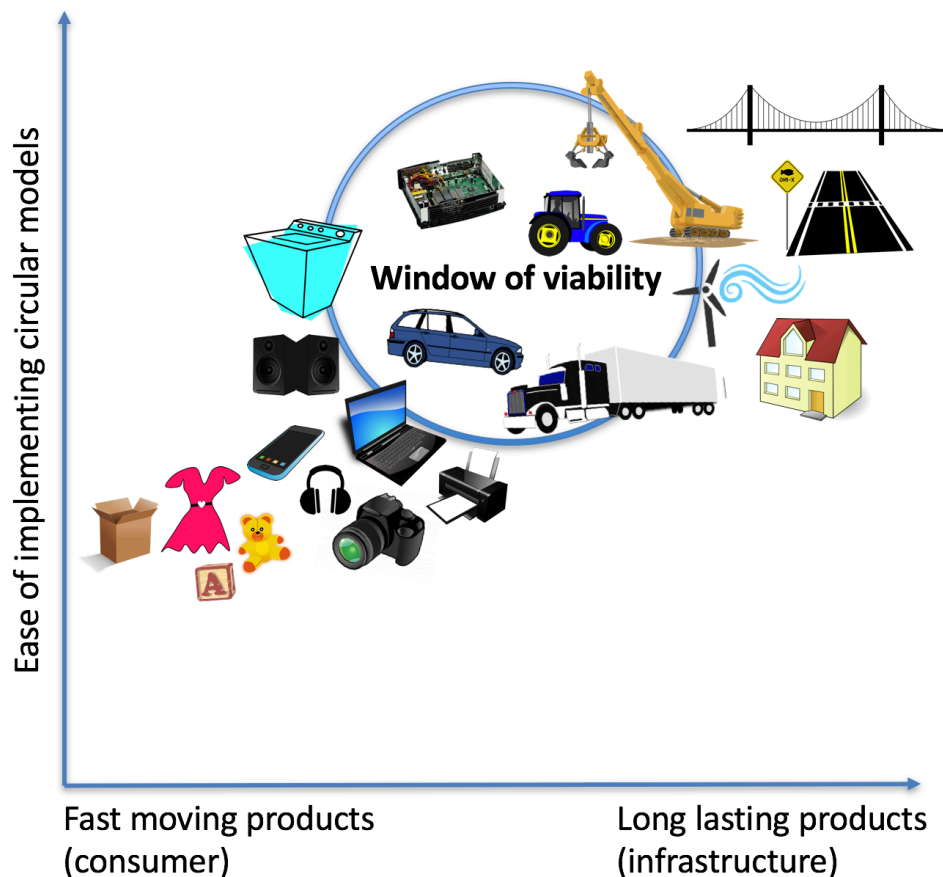 Ease of implementing circular models
Window of viability
A
Fast moving products
(consumer)
Long lasting products
(infrastructure)